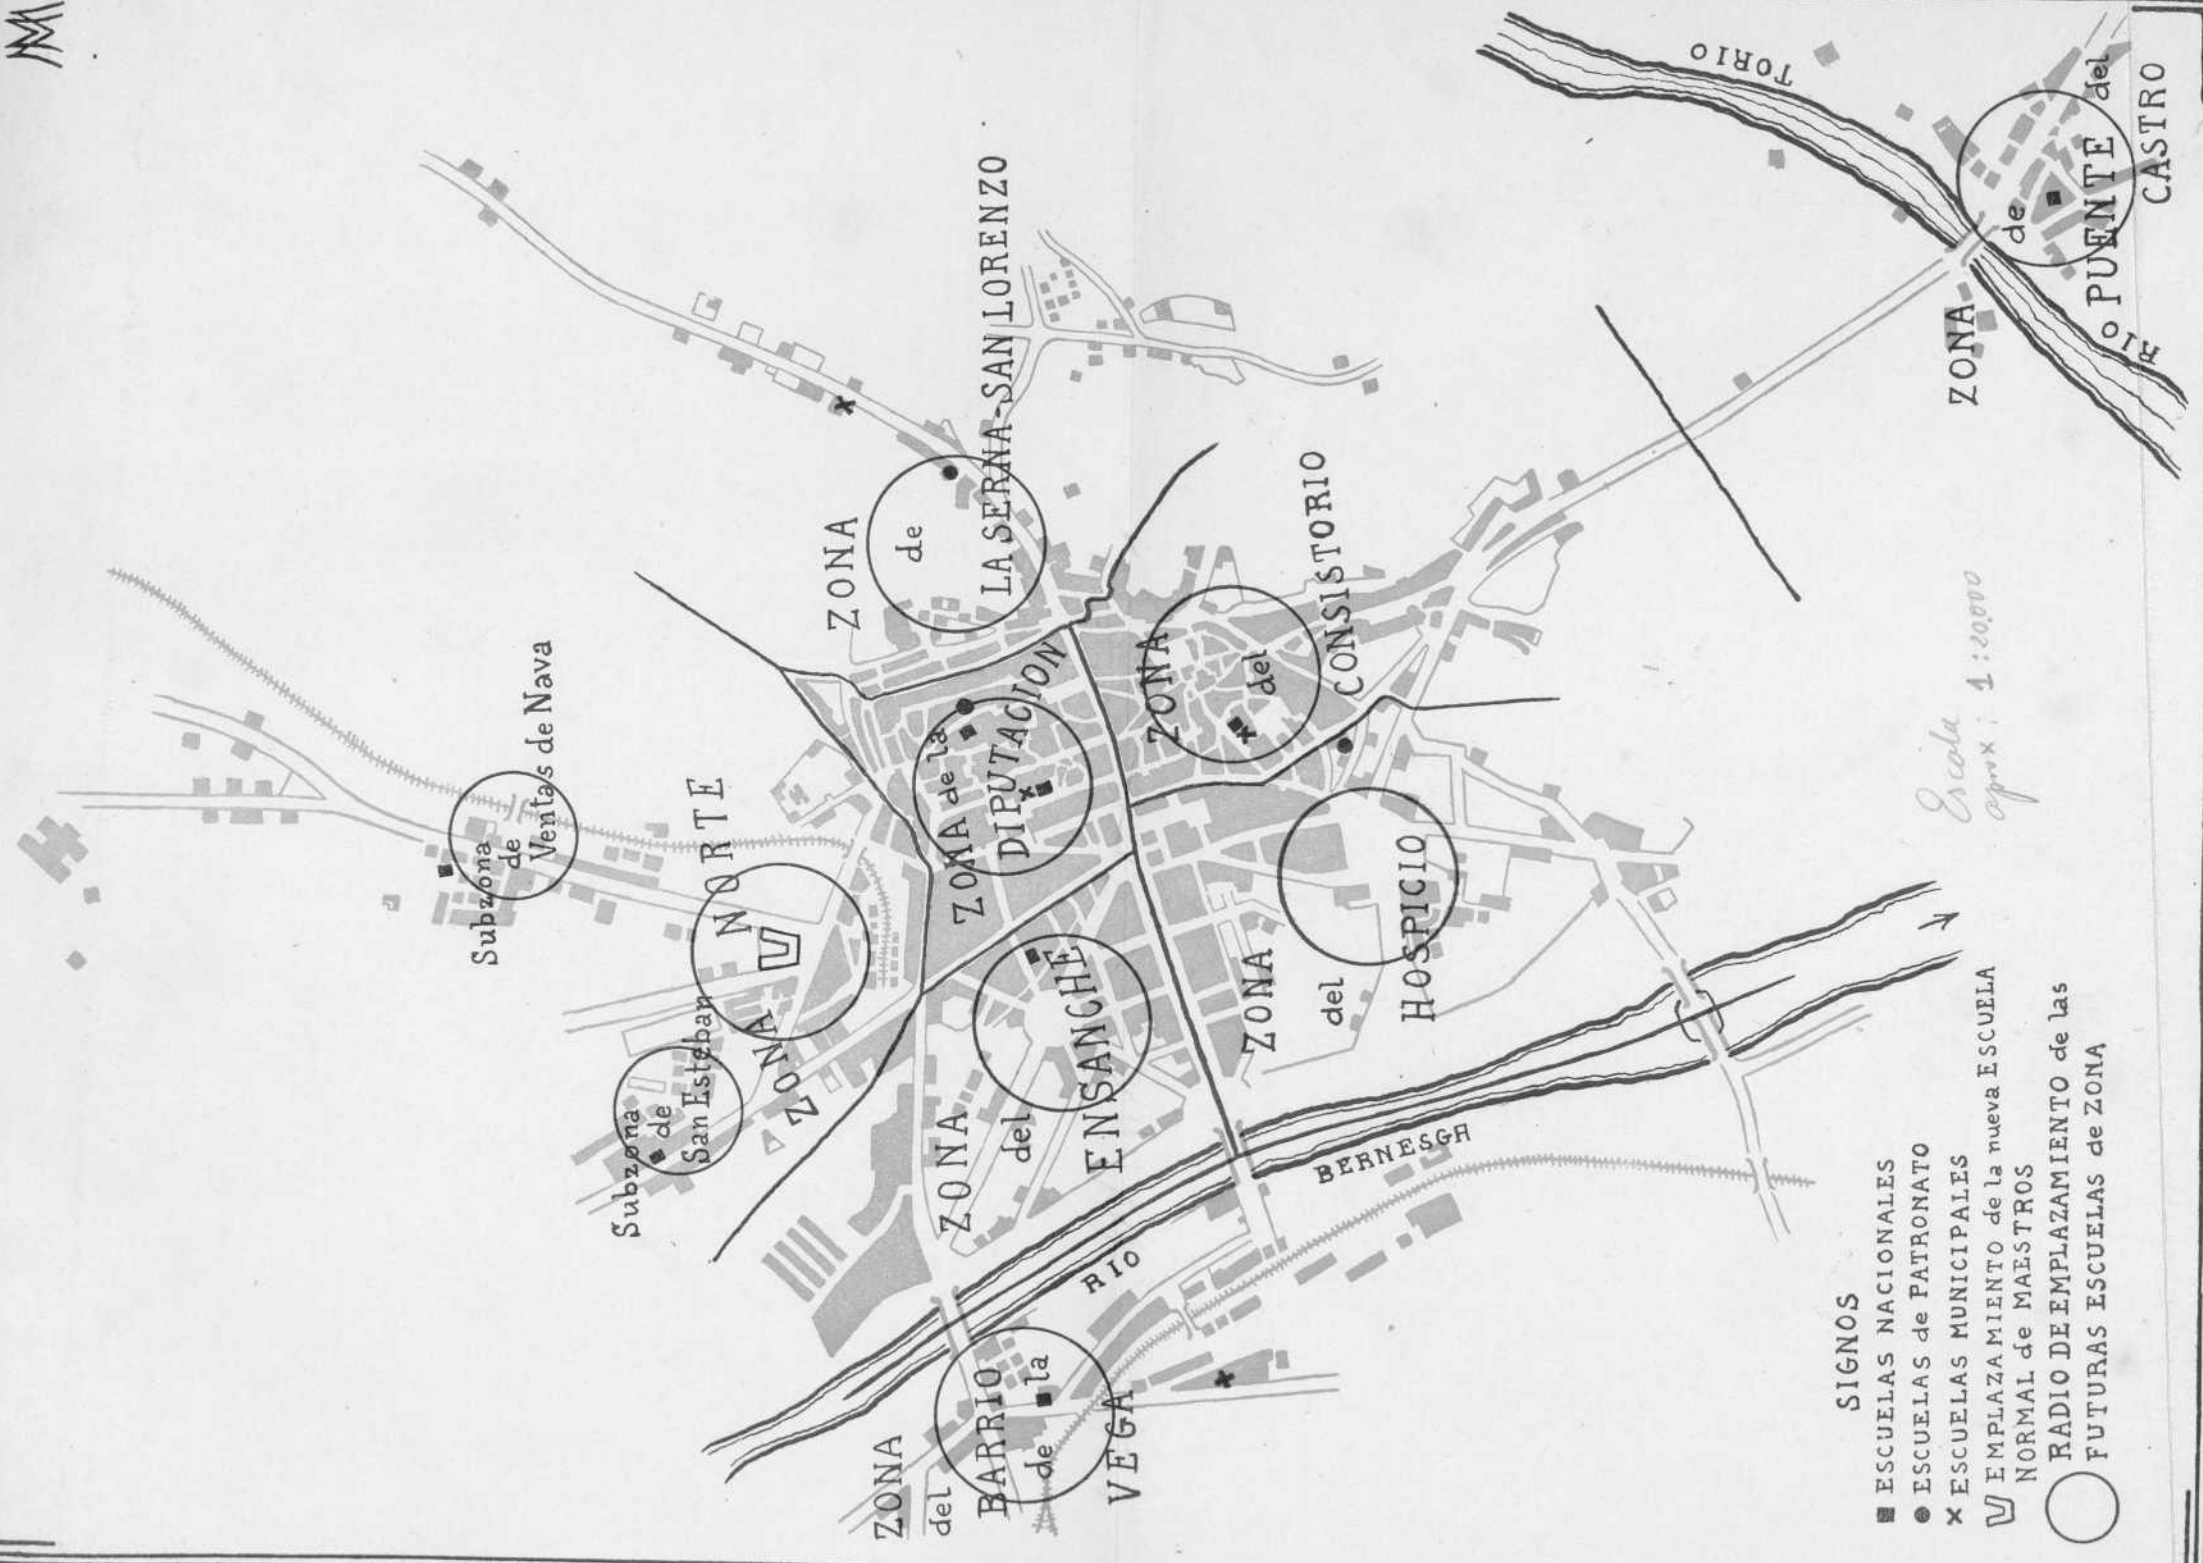 Subzona
de
Ventas de Nava
Subzona
de
San Esteban
ZONA NORTE
ZONA
de
LA SERNA-SAN LORENZO
ZONA de la
DIPUTACION
ZONA
del
CONSISTORIO
ZONA
del
ENSANCHE
ZONA
del
HOSPICIO
ZONA
del
BARRIO
de la
VEGA
ZONA
de
PUENTE del
CASTRO
RIO
TORIO
RIO
BERNESGA
Escala
aprox: 1:20,000
SIGNOS
ESCUELAS NACIONALES
ESCUELAS de PATRONATO
ESCUELAS MUNICIPALES
EMPLAZAMIENTO de la nueva ESCUELA
NORMAL de MAESTROS
RADIO DE EMPLAZAMIENTO de las
FUTURAS ESCUELAS de ZONA